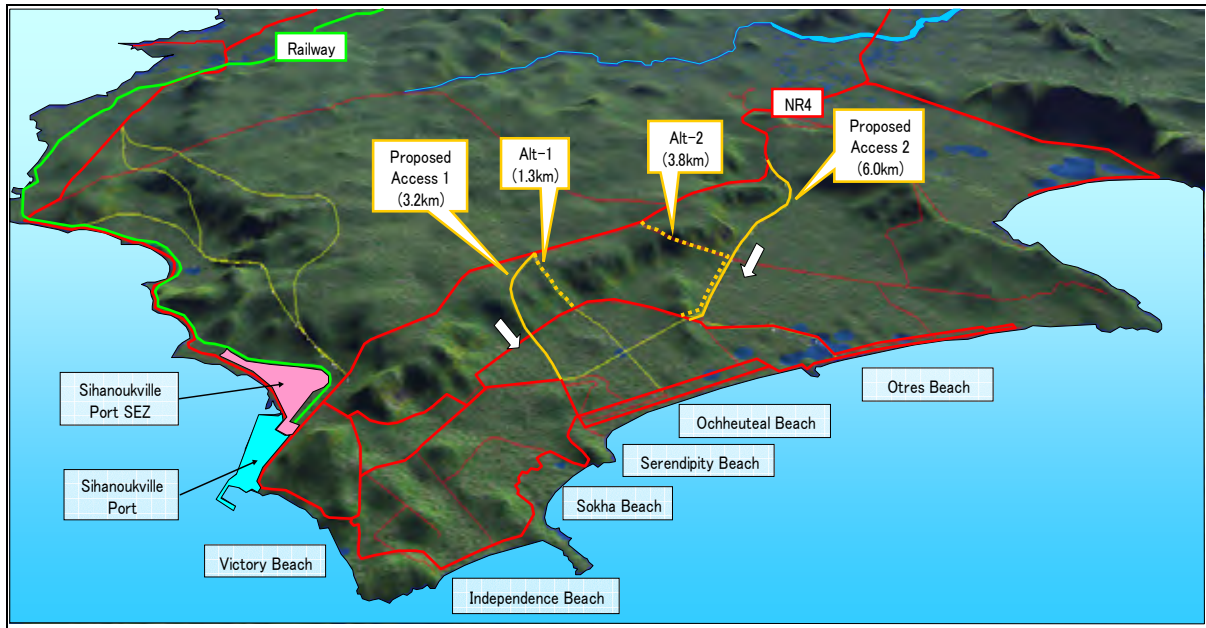 Railway
NR4
Proposed
Access 1
(3.2km)
Alt-1
(1.3km)
Alt-2
(3.8km)
Proposed
Access 2
(6.0km)
Sihanoukville
Port SEZ
Sihanoukville
Port
Victory Beach
Independence Beach
Sokha Beach
Serendipity Beach
Ochheuteal Beach
Otres Beach